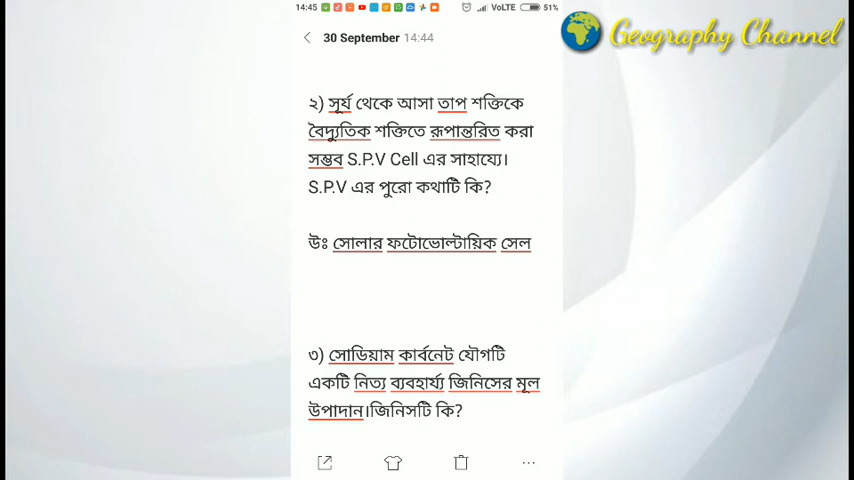 14:45 VoLTE 51%
Geography Channel
30 September 14:44
২) সূর্য থেকে আসা তাপ শক্তিকে
বৈদ্যুতিক শক্তিতে রূপান্তরিত করা
সম্ভব S.P.V Cell এর সাহায্যে।
S.P.V এর পুরো কথাটি কি?
উঃ সোলার ফটোভোল্টায়িক সেল
৩) সোডিয়াম কার্বনেট যৌগটি
একটি নিত্য ব্যবহার্য্য জিনিসের মূল
উপাদান।জিনিসটি কি?